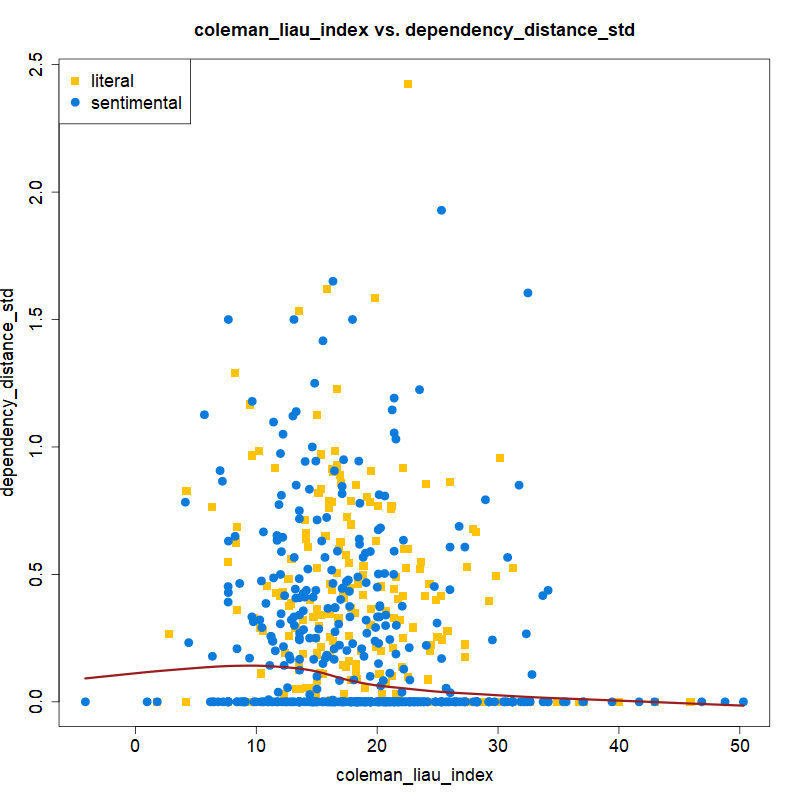 coleman_liau_index vs. dependency_distance_std
literal
sentimental
dependency_distance_std
2.5
2.0
1.5
1.0
0.5
0.0
0 10 20 30 40 50
coleman_liau_index